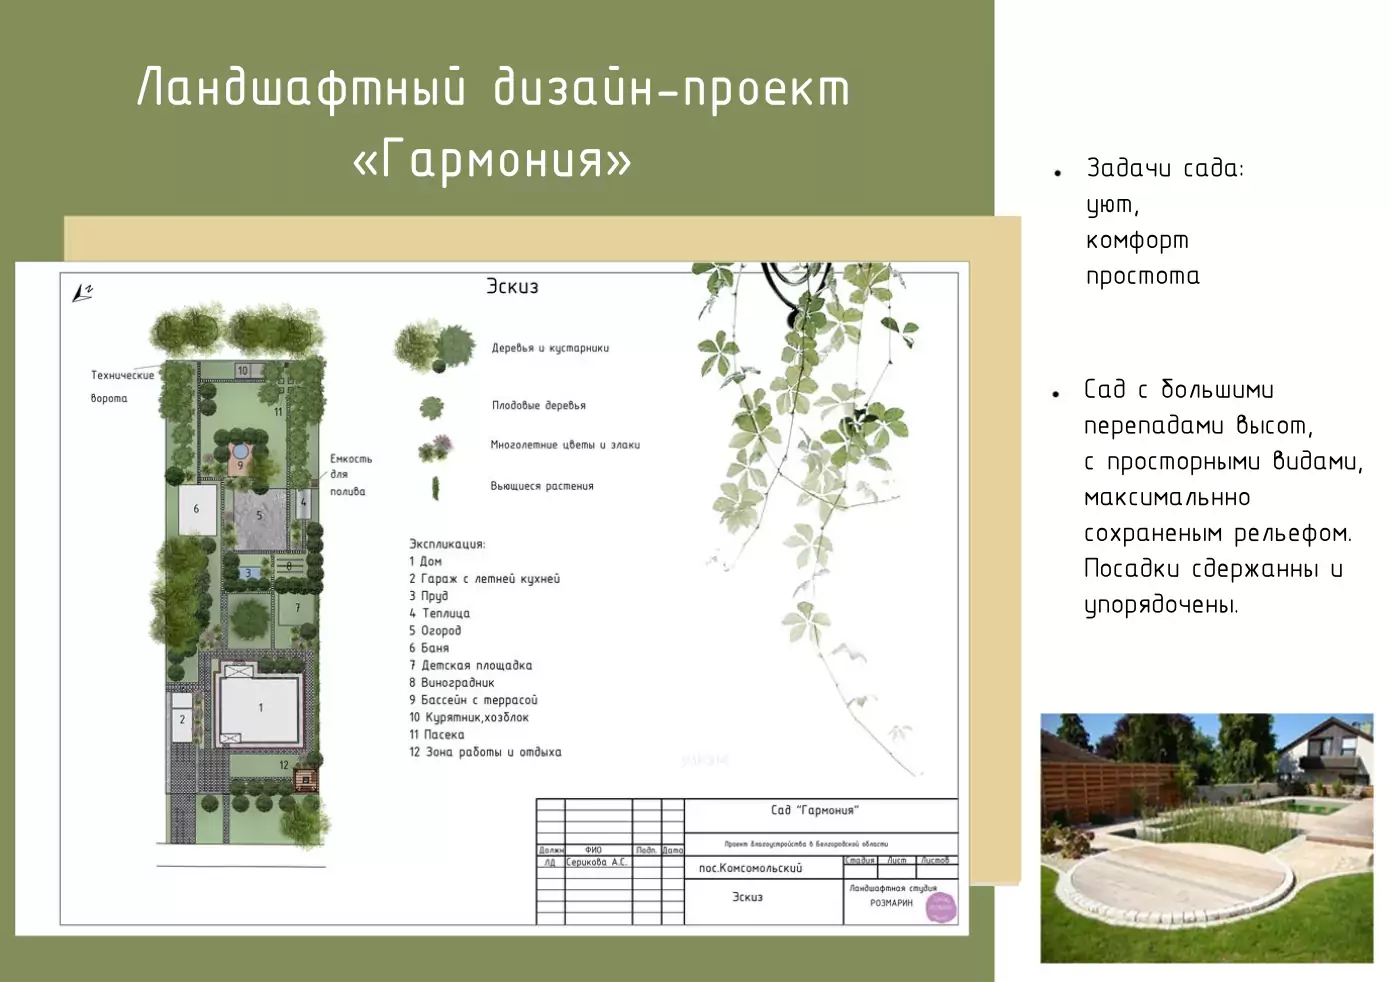 Ландшафтный дизайн-проект
«Гармония»
Задачи сада:
уют,
комфорт
простота
Сад с большими
перепадами высот,
с просторными видами,
максимальнно
сохраненым рельефом.
Посадки сдержанны и
упорядочены.
Эскиз
N
Технические
ворота
Емкость
для
полива
10
11
9
6
5
4
3
8
7
1
2
12
Деревья и кустарники
Плодовые деревья
Многолетние цветы и злаки
Вьющиеся растения
Экспликация:
1 Дом
2 Гараж с летней кухней
3 Пруд
4 Теплица
5 Огород
6 Баня
7 Детская площадка
8 Виноградник
9 Бассейн с террасой
10 Курятник,хозблок
11 Пасека
12 Зона работы и отдыха
Сад "Гармония"
Проект благоустройства в Белгородской области
Должн ФИО Подп. Дата
ЛД Серикова А.С.
пос.Комсомольский
Стадия Лист Листов
Эскиз
Ландшафтная студия
РОЗМАРИН